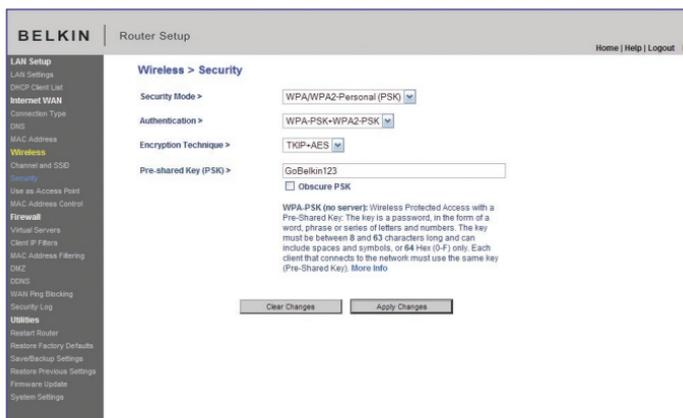 BELKIN
Router Setup
Home | Help | Logout
LAN Setup
LAN Settings
DHCP Client List
Internet WAN
Connection Type
DNS
MAC Address
Wireless
Channel and SSID
Security
Use as Access Point
MAC Address Control
Firewall
Virtual Servers
Client IP Filters
MAC Address Filtering
DMZ
DDNS
WAN Ping Blocking
Security Log
Utilities
Restart Router
Restore Factory Defaults
Save/Backup Settings
Restore Previous Settings
Firmware Update
System Settings
Wireless > Security
Security Mode > WPA/WPA2-Personal (PSK)
Authentication > WPA-PSK+WPA2-PSK
Encryption Technique > TKIP+AES
Pre-shared Key (PSK) > GoBelkin123
Obscure PSK
WPA-PSK (no server): Wireless Protected Access with a
Pre-Shared Key: The key is a password, in the form of a
word, phrase or series of letters and numbers. The key
must be between 8 and 63 characters long and can
include spaces and symbols, or 64 Hex (0-F) only. Each
client that connects to the network must use the same key
(Pre-Shared Key). More Info
Clear Changes Apply Changes